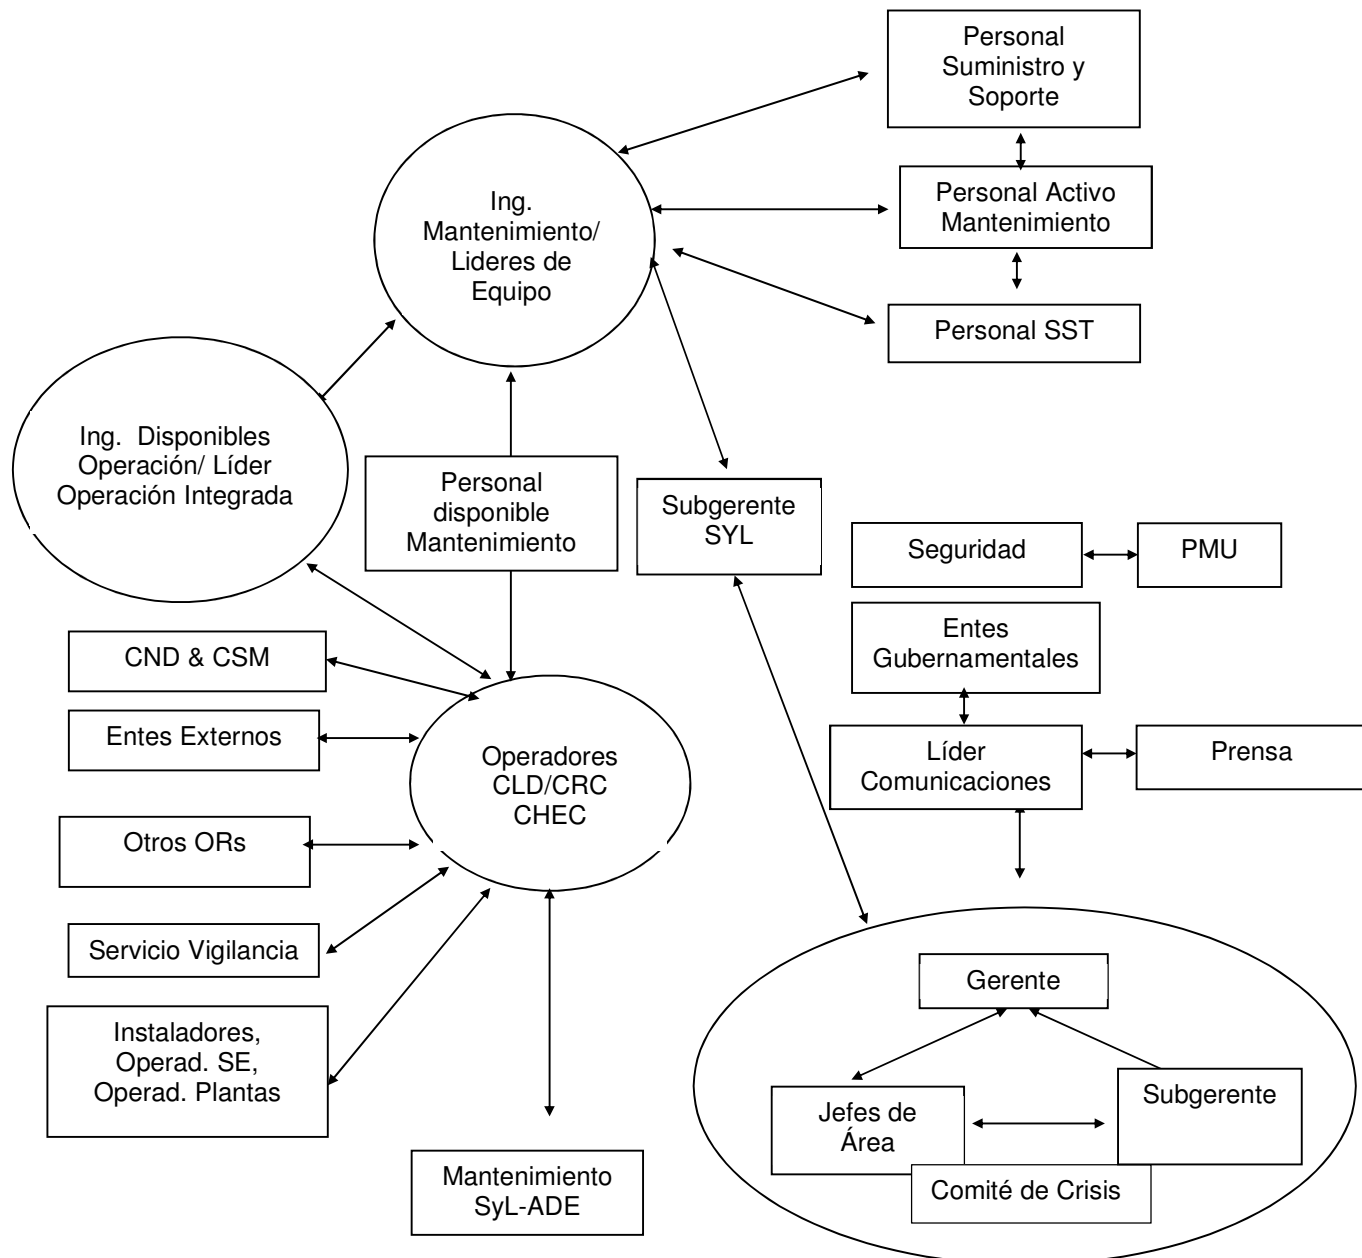 Personal
Suministro y
Soporte
Ing.
Mantenimiento/
Lideres de
Equipo
Personal Activo
Mantenimiento
Personal SST
Ing. Disponibles
Operación/ Líder
Operación Integrada
Personal
disponible
Mantenimiento
Subgerente
SYL
Seguridad
PMU
Entes
Gubernamentales
CND & CSM
Entes Externos
Operadores
CLD/CRC
CHEC
Líder
Comunicaciones
Prensa
Otros ORs
Servicio Vigilancia
Instaladores,
Operad. SE,
Operad. Plantas
Gerente
Jefes de
Área
Subgerente
Comité de Crisis
Mantenimiento
SyL-ADE